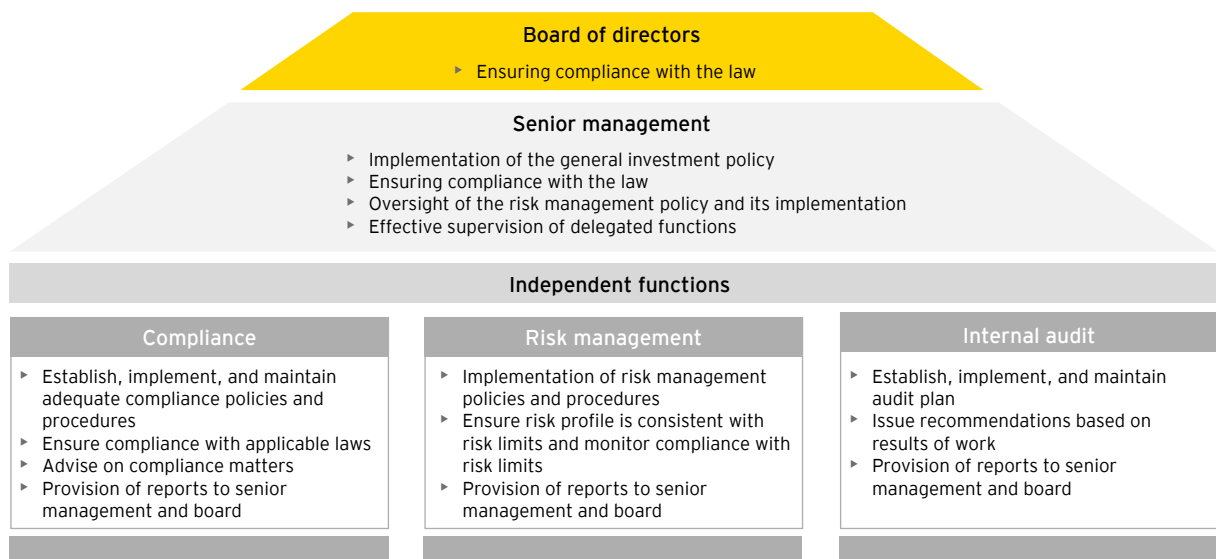 Board of directors
‣ Ensuring compliance with the law
Senior management
‣ Implementation of the general investment policy
‣ Ensuring compliance with the law
‣ Oversight of the risk management policy and its implementation
‣ Effective supervision of delegated functions
Independent functions
Compliance
‣ Establish, implement, and maintain
adequate compliance policies and
procedures
‣ Ensure compliance with applicable laws
‣ Advise on compliance matters
‣ Provision of reports to senior
management and board
Risk management
‣ Implementation of risk management
policies and procedures
‣ Ensure risk profile is consistent with
risk limits and monitor compliance with
risk limits
‣ Provision of reports to senior
management and board
Internal audit
‣ Establish, implement, and maintain
audit plan
‣ Issue recommendations based on
results of work
‣ Provision of reports to senior
management and board